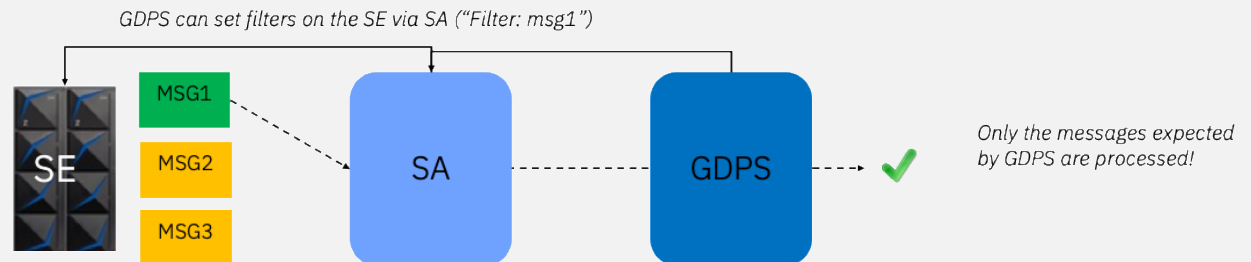 GDPS can set filters on the SE via SA (“Filter: msg1”)
MSG1
SE
MSG2
MSG3
SA
GDPS
Only the messages expected
by GDPS are processed!